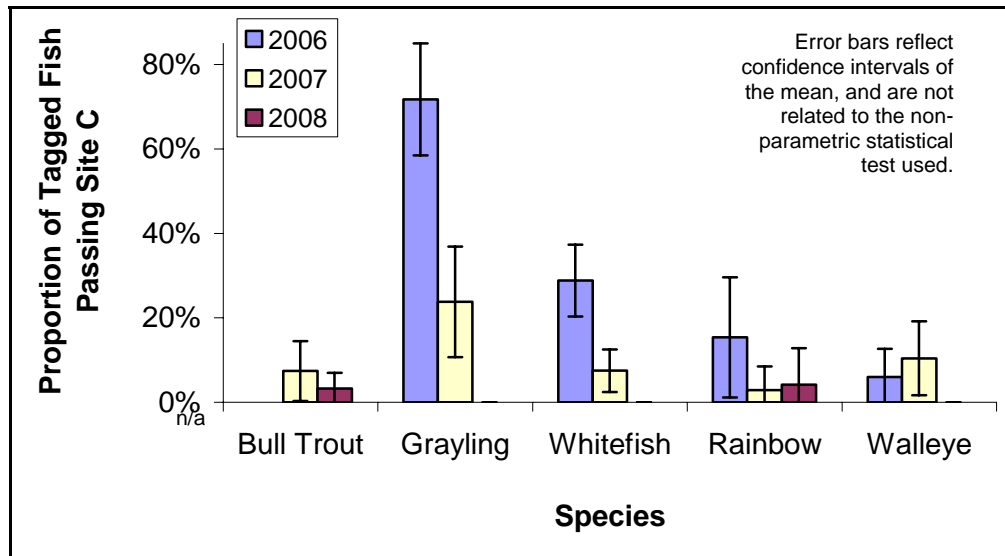 Proportion of Tagged Fish
Passing Site C
80%
60%
40%
20%
0%
n/a
2006
2007
2008
Error bars reflect
confidence intervals of
the mean, and are not
related to the non-
parametric statistical
test used.
Bull Trout Grayling Whitefish Rainbow Walleye
Species